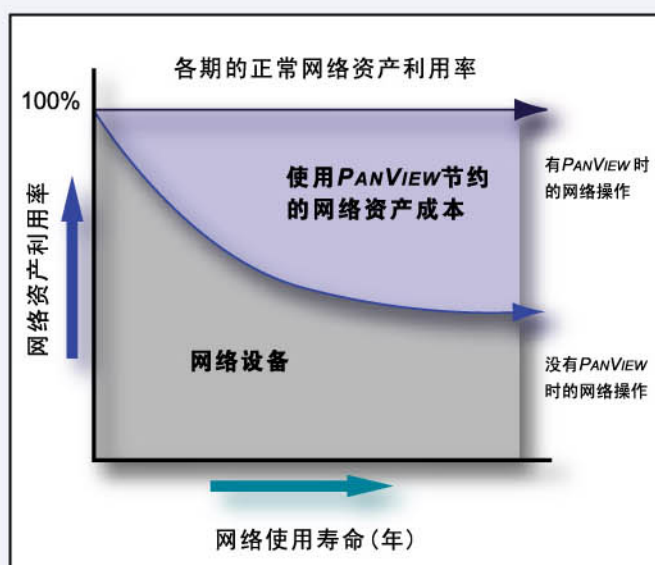 各期的正常网络资产利用率
100%
使用PANVIEW节约
的网络资产成本
有PANVIEW时
的网络操作
网络资产利用率
网络设备
没有PANVIEW
时的网络操作
网络使用寿命(年)